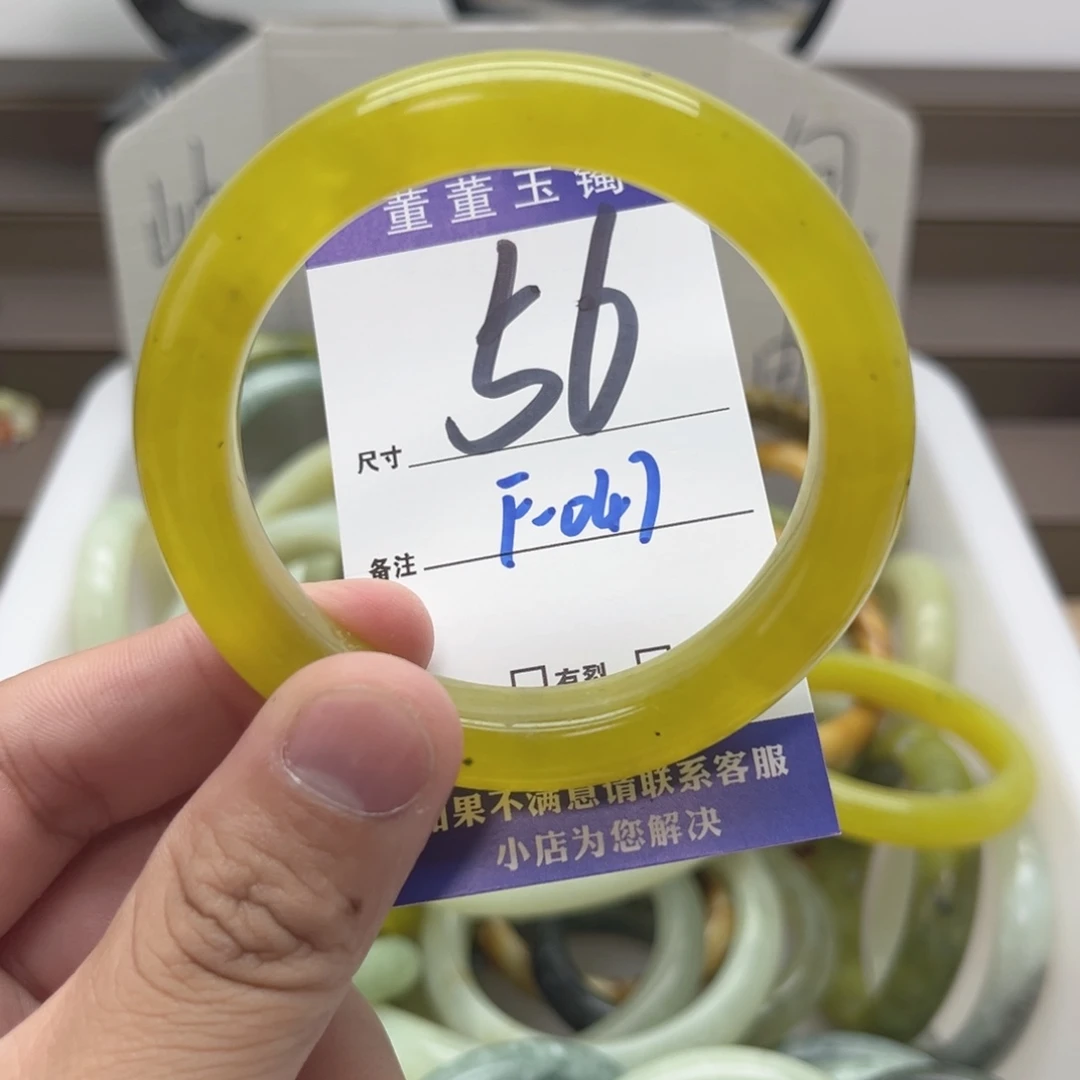 董董玉镯
56
尺寸
F-047
备注
有裂
如果不满意请联系客服
小店为您解决